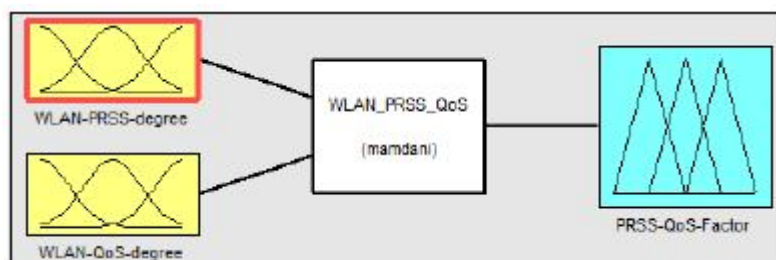 WLAN-PRSS-degree
WLAN_PRSS_QoS
(mamdani)
WLAN-QoS-degree
PRSS-QoS-Factor